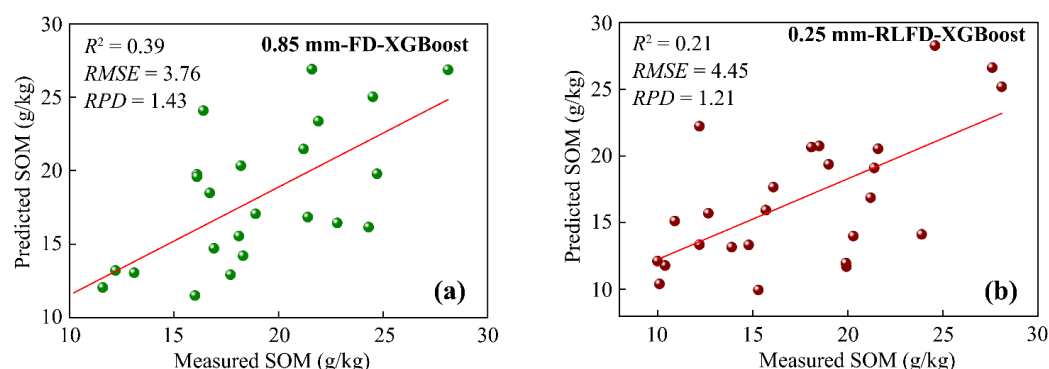 30
25
20
15
10
Predicted SOM (g/kg)
R² = 0.39
RMSE = 3.76
RPD = 1.43
0.85 mm-FD-XGBoost
(a)
10 15 20 25 30
Measured SOM (g/kg)
30
25
20
15
10
Predicted SOM (g/kg)
R² = 0.21
RMSE = 4.45
RPD = 1.21
0.25 mm-RLFD-XGBoost
(b)
10 15 20 25 30
Measured SOM (g/kg)